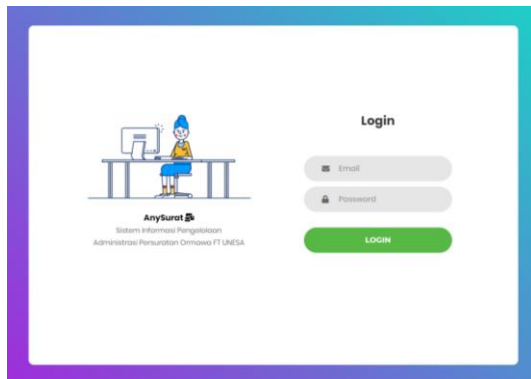 AnySurat
Sistem Informasi Pengelolaan
Administrasi Persuratan Ormawa FT UNESA
Login
Email
Password
LOGIN